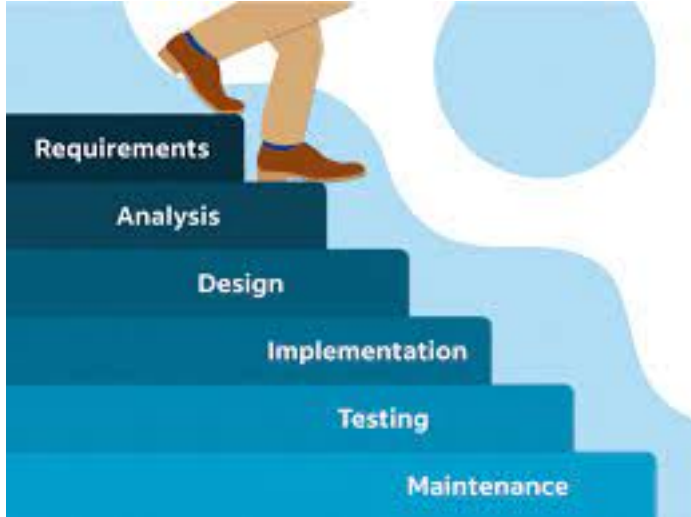 Requirements
Analysis
Design
Implementation
Testing
Maintenance